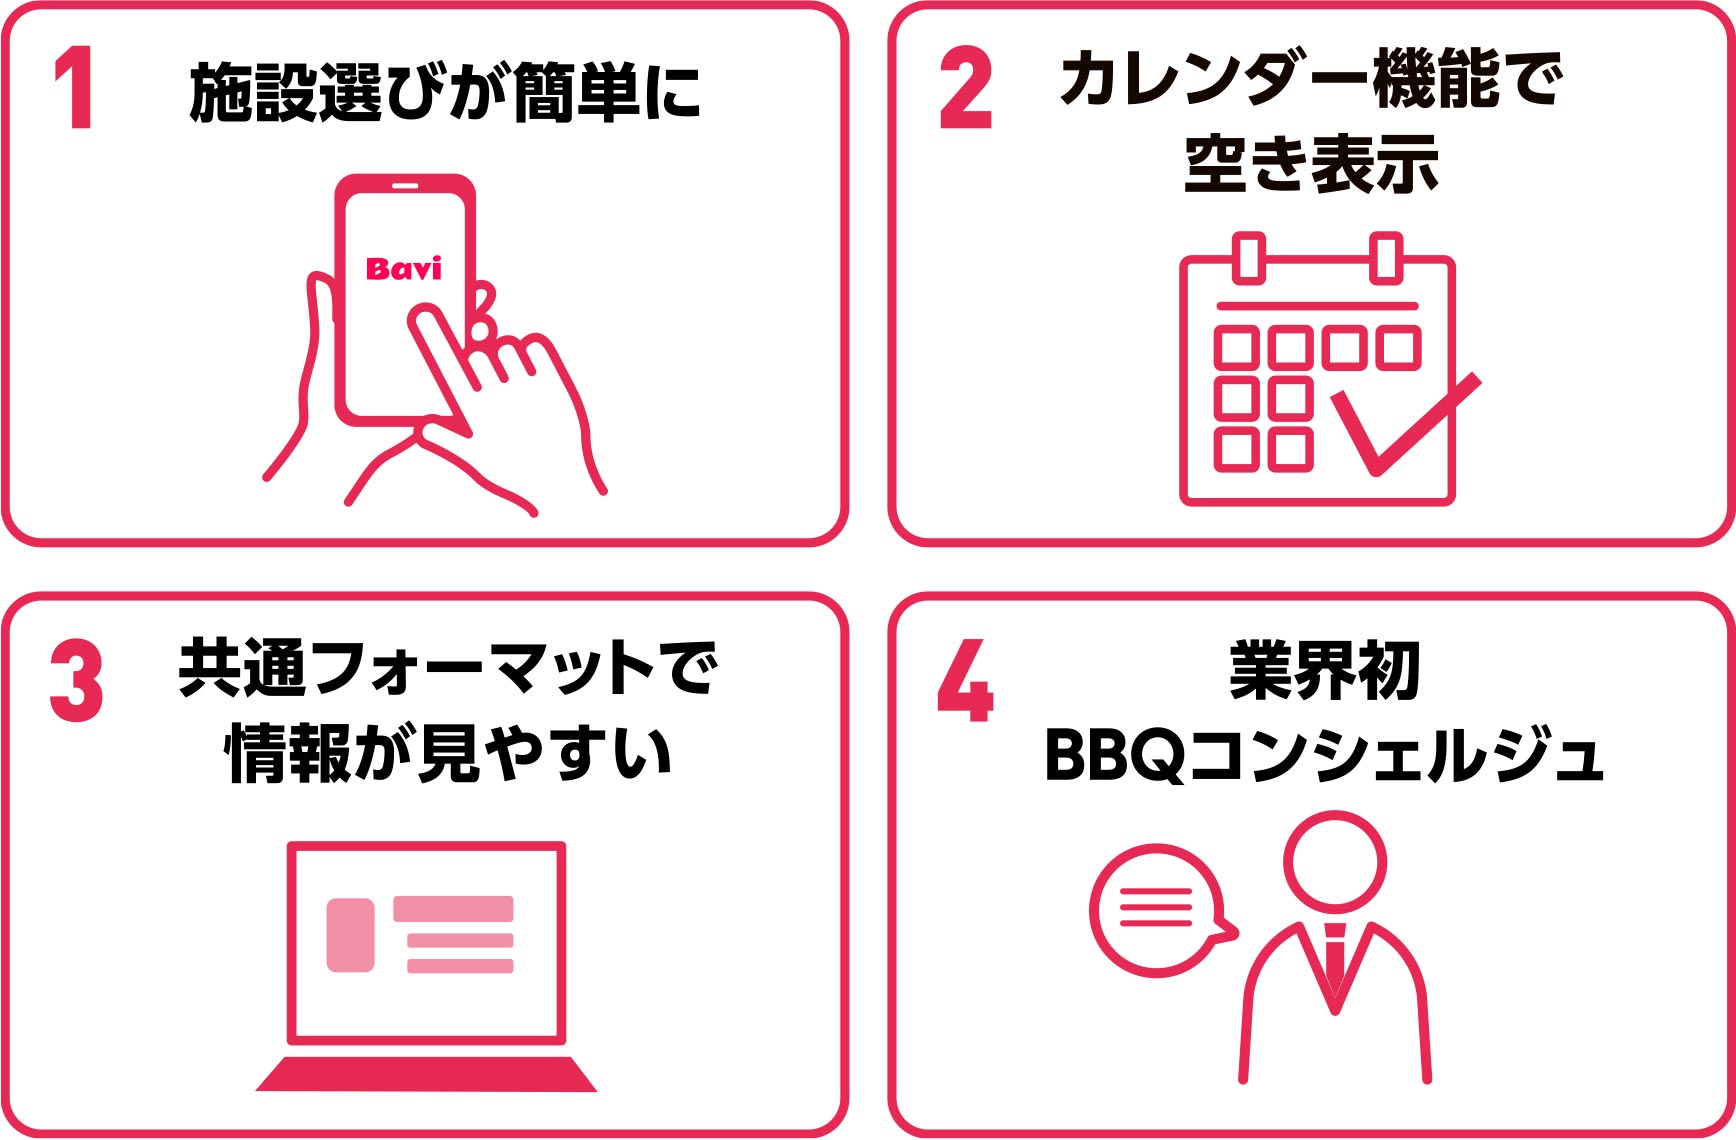 1
施設選びが簡単に
Bavi
2
カレンダー機能で
空き表示
3
共通フォーマットで
情報が見やすい
4
業界初
BBQコンシェルジュ